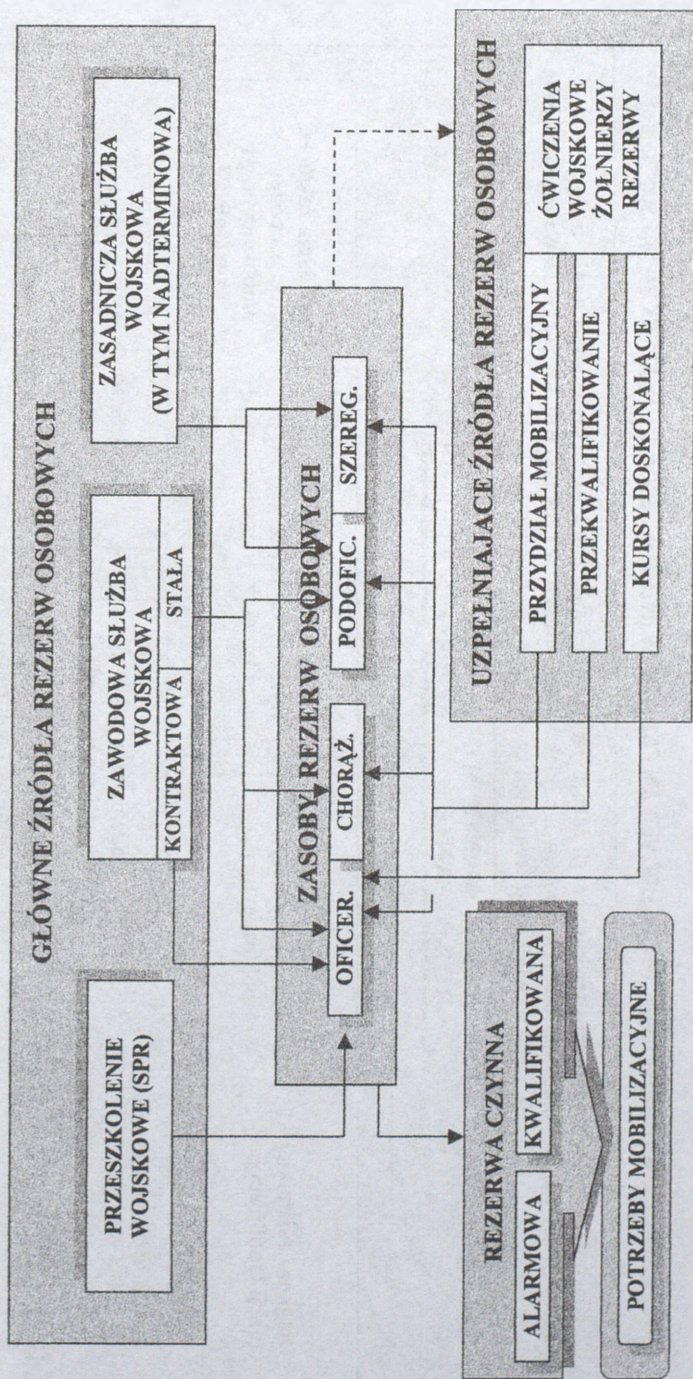 GŁÓWNE ŹRÓDŁA REZERW OSOBOWYCH
PRZESZKOLENIE
WOJSKOWE (SPR)
ZAWODOWA SŁUŻBA
WOJSKOWA
KONTRAKTOWA
STAŁA
ZASADNICZA SŁUŻBA
WOJSKOWA
(W TYM NADTERMINOWA)
ZASOBY REZERW OSOBOWYCH
OFICER.
CHORĄŻ.
PODOFIC.
SZEREG.
REZERWA CZYNNA
ALARMOWA
KWALIFIKOWANA
POTRZEBY MOBILIZACYJNE
UZPEŁNIAJACE ŹRÓDŁA REZERW OSOBOWYCH
PRZYDZIAŁ MOBILIZACYJNY
PRZEKWALIFIKOWANIE
KURSY DOSKONALĄCE
ĆWICZENIA
WOJSKOWE
ŻOŁNIERZY
REZERWY